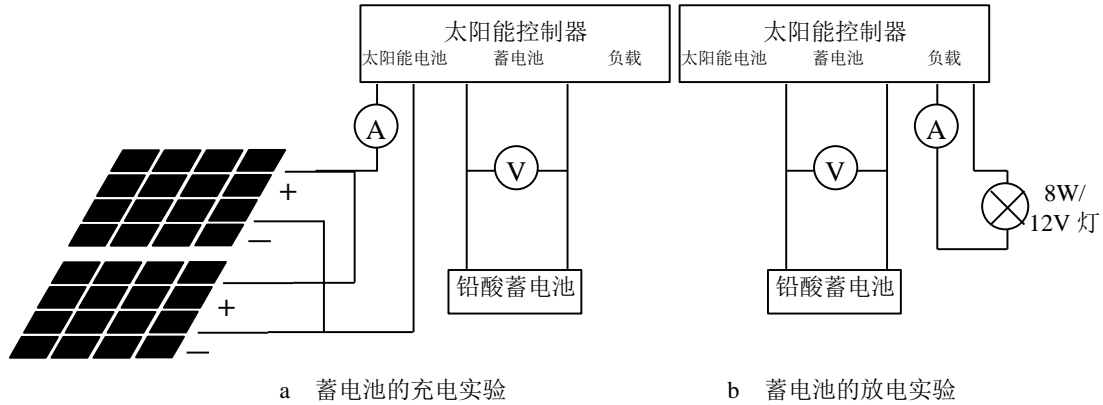 太阳能控制器
太阳能电池 蓄电池 负载
A
V
+
—
+
—
铅酸蓄电池
a 蓄电池的充电实验
太阳能控制器
太阳能电池 蓄电池 负载
A
V
8W/
12V 灯
铅酸蓄电池
b 蓄电池的放电实验